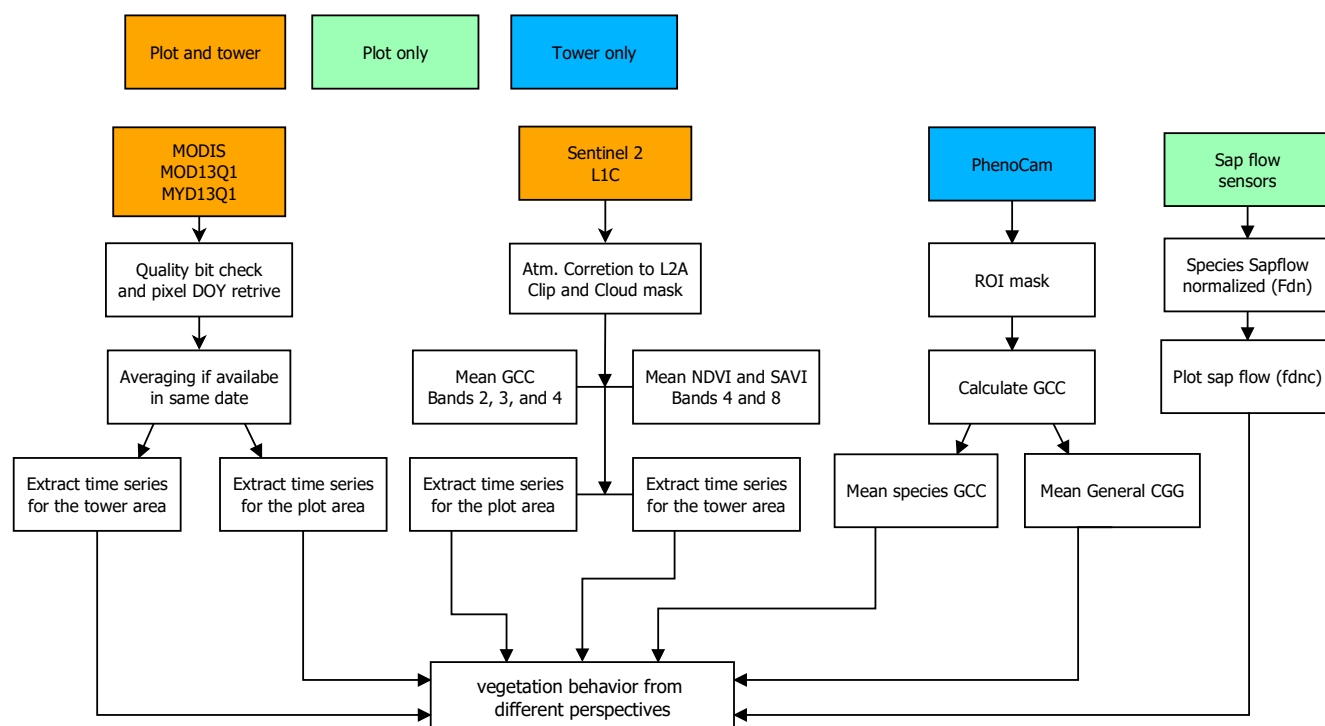 Plot and tower
Plot only
Tower only
MODIS
MOD13Q1
MYD13Q1
Sentinel 2
L1C
PhenoCam
Sap flow
sensors
Quality bit check
and pixel DOY retrive
Atm. Corretion to L2A
Clip and Cloud mask
ROI mask
Species Sapflow
normalized (Fdn)
Averaging if availabe
in same date
Mean GCC
Bands 2, 3, and 4
Mean NDVI and SAVI
Bands 4 and 8
Calculate GCC
Plot sap flow (fdnc)
Extract time series
for the tower area
Extract time series
for the plot area
Extract time series
for the plot area
Extract time series
for the tower area
Mean species GCC
Mean General CGG
vegetation behavior from
different perspectives